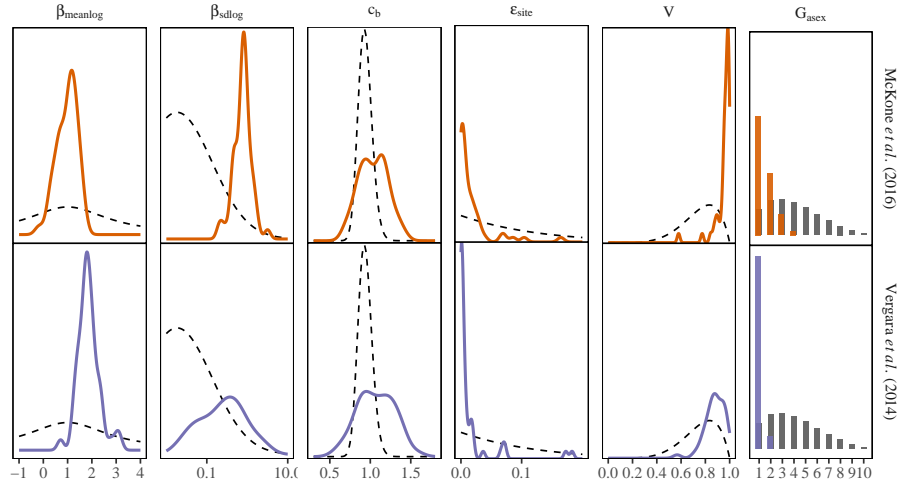 βmeanlog βsdlog cb εsite V Gasex
McKone et al. (2016)
Vergara et al. (2014)
−1 0 1 2 3 4 0.1 10.0 0.5 1.0 1.5 0.0 0.1 0.0 0.2 0.4 0.6 0.8 1.0 1 2 3 4 5 6 7 8 9 10